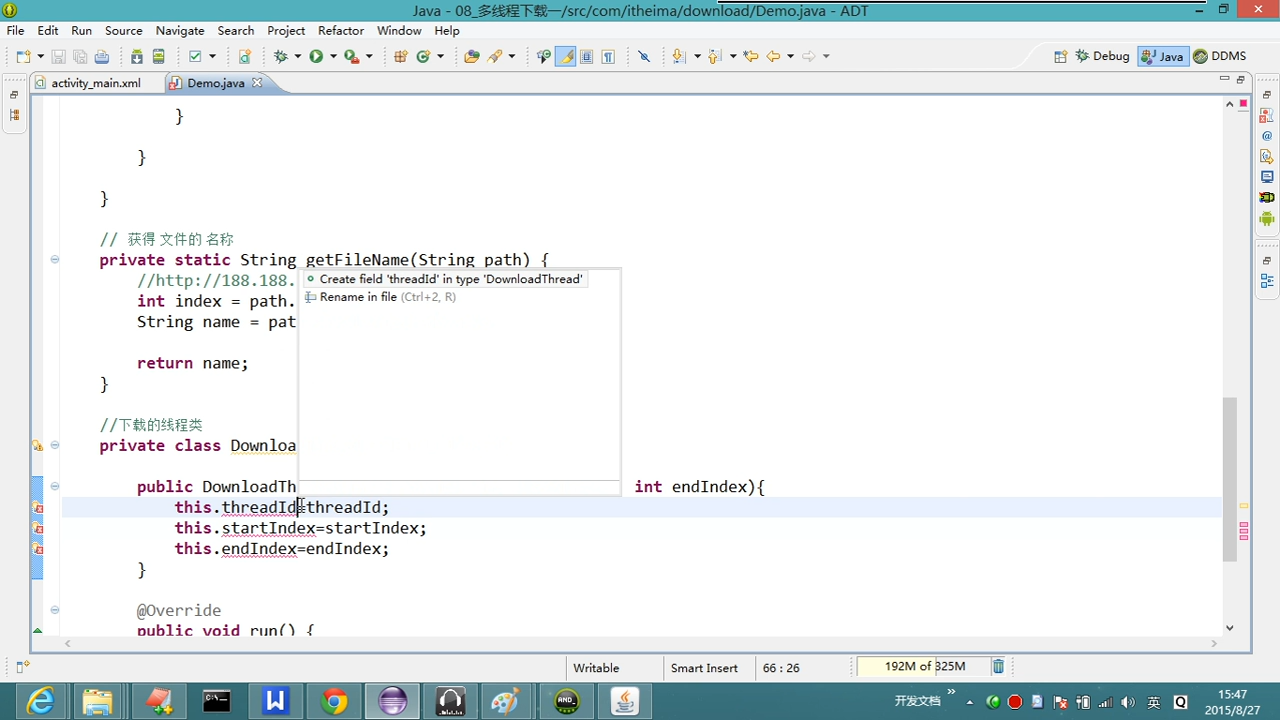 Java - 08_多线程下载一/src/com/itheima/download/Demo.java - ADT
File Edit Run Source Navigate Search Project Refactor Window Help
Debug Java DDMS
activity_main.xml Demo.java
}
}
}
// 获得 文件的 名称
private static String getFileName(String path) {
//http://188.188.
int index = path.
String name = pat
return name;
}
//下载的线程类
private class Downloa
public DownloadTh
int endIndex){
this.threadId=threadId;
this.startIndex=startIndex;
this.endIndex=endIndex;
}
@Override
public void run() {
Create field 'threadId' in type 'DownloadThread'
Rename in file (Ctrl+2, R)
Writable Smart Insert 66 : 26 192M of 825M
开发文档 英 15:47
2015/8/27